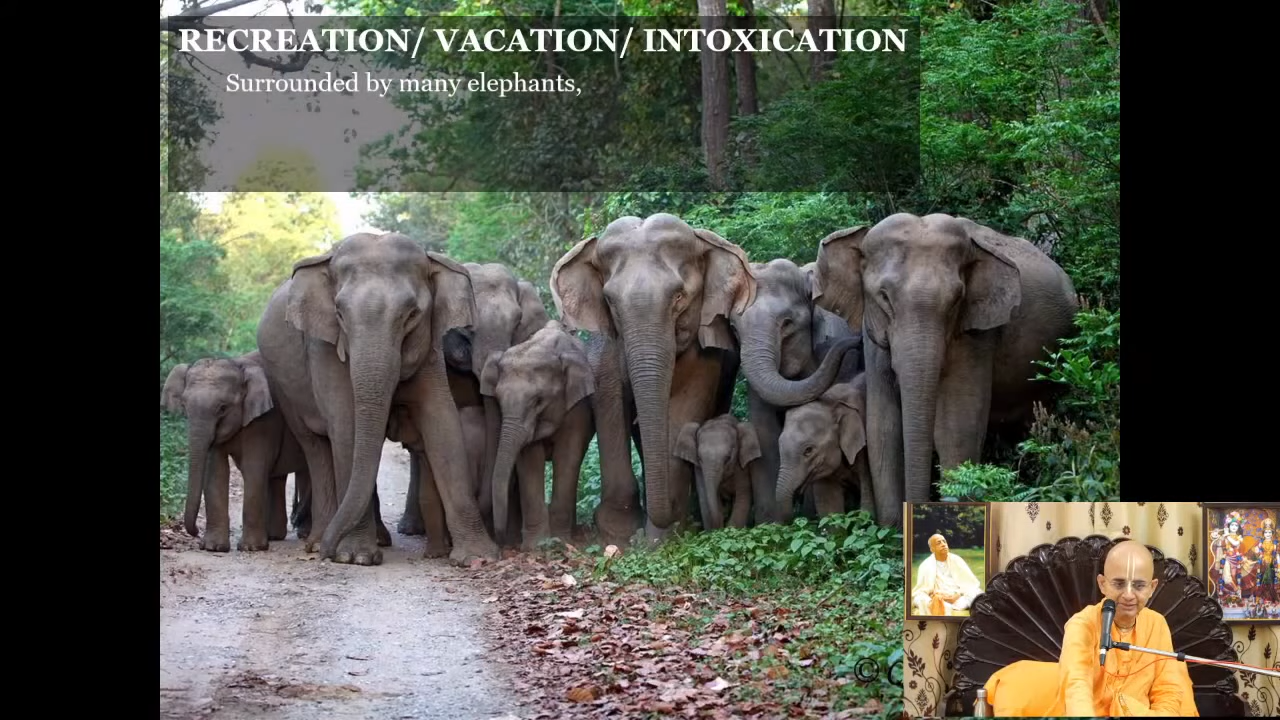 RECREATION/ VACATION/ INTOXICATION
Surrounded by many elephants,
©